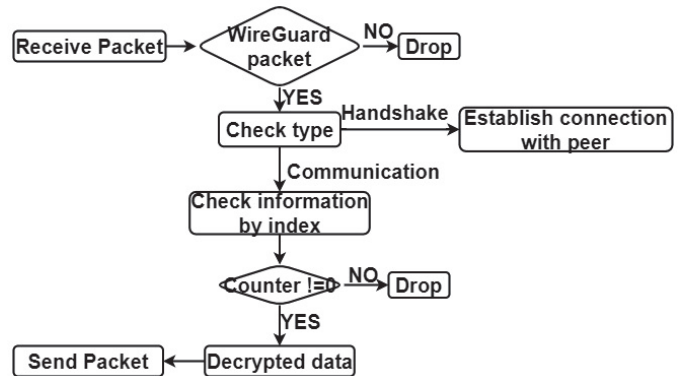 Receive Packet
WireGuard
packet
NO
Drop
YES
Check type
Handshake
Establish connection
with peer
Communication
Check information
by index
Counter !=0
NO
Drop
YES
Send Packet
Decrypted data